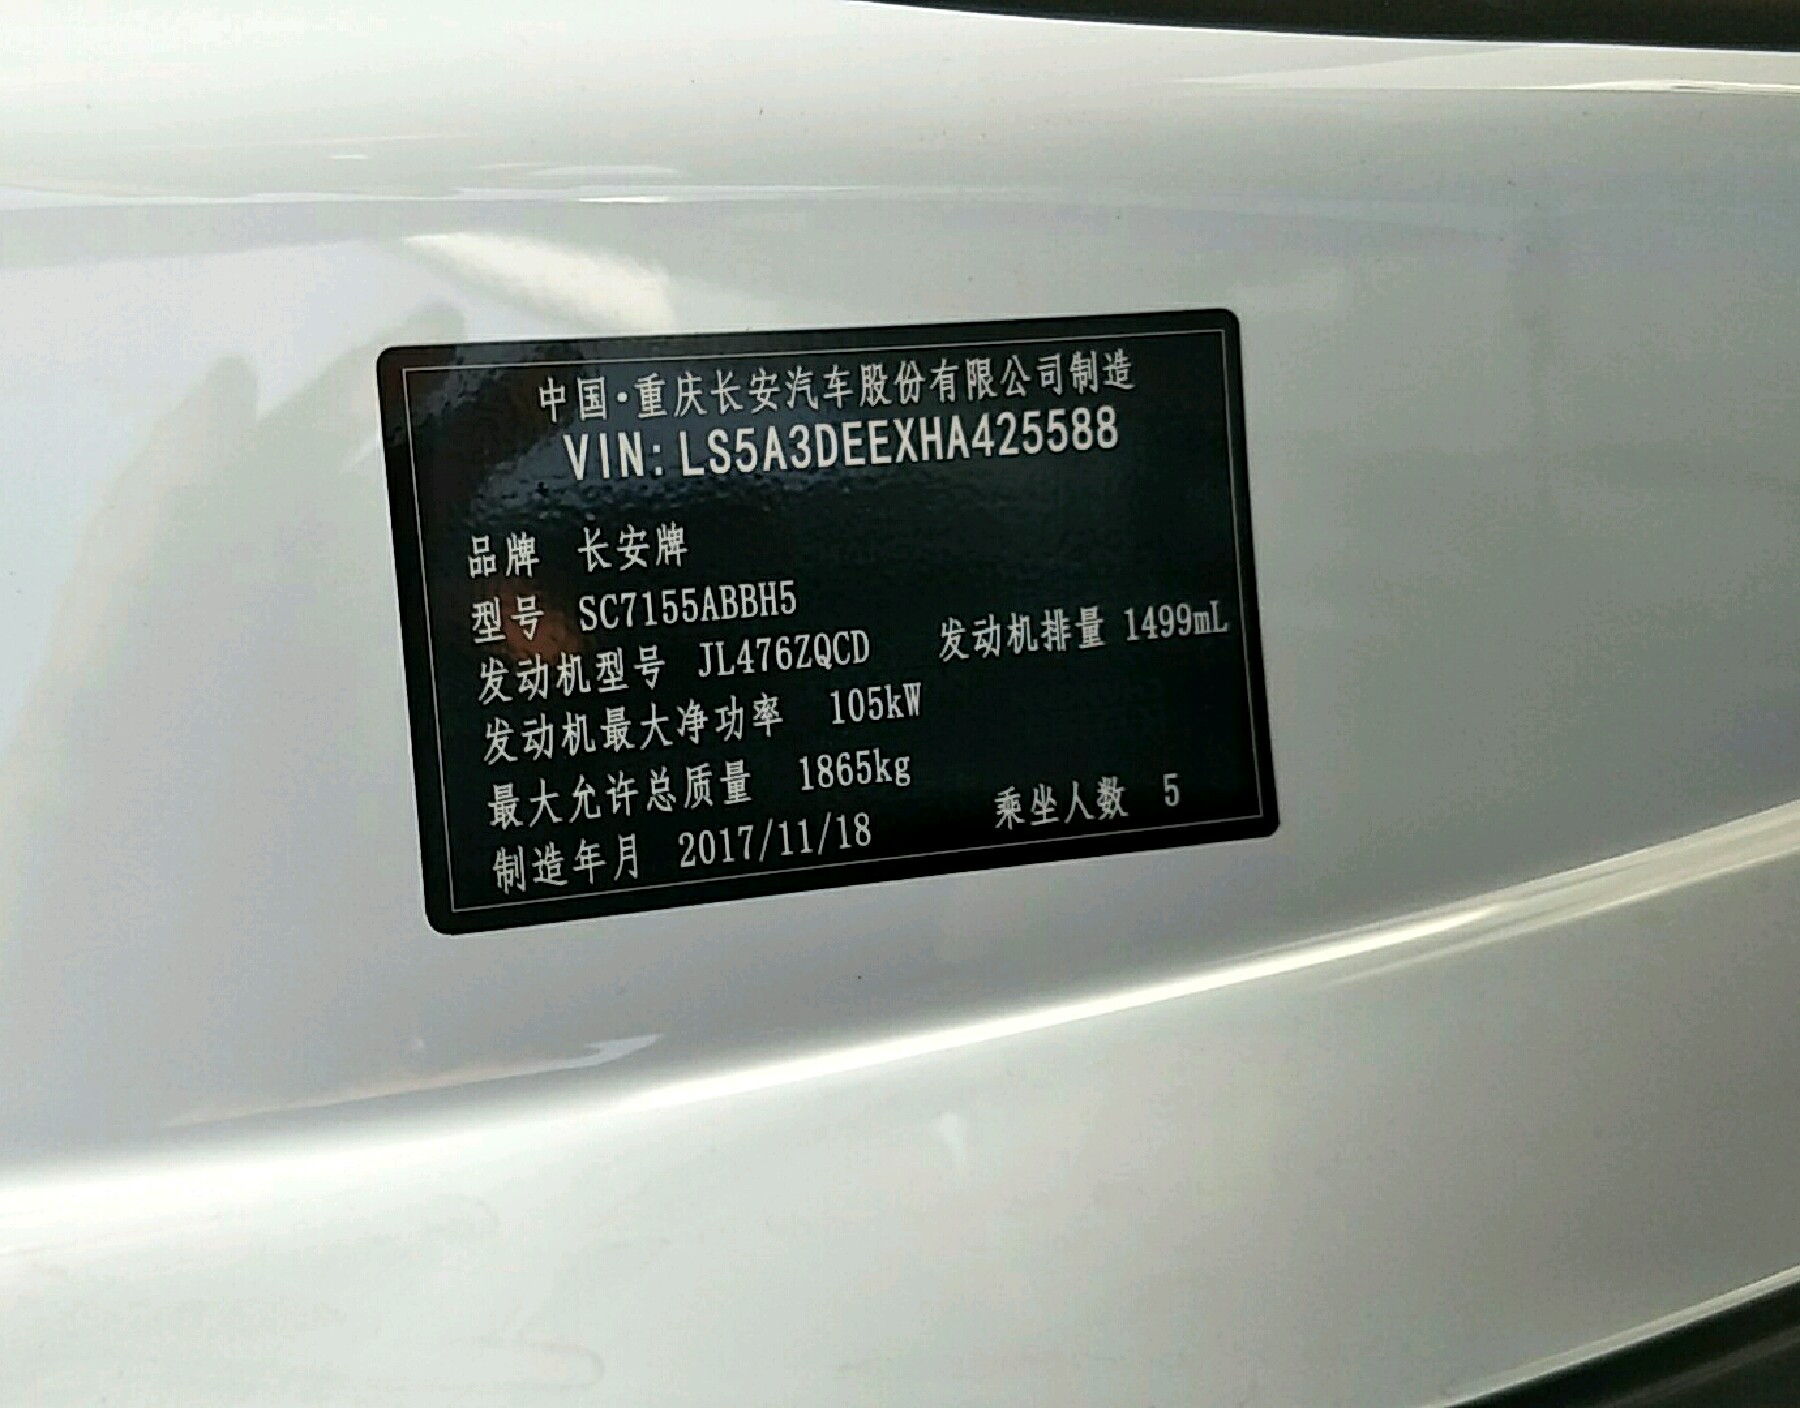 中国·重庆长安汽车股份有限公司制造
VIN: LS5A3DEEXHA425588
品牌 长安牌
型号 SC7155ABBH5
发动机型号 JL476ZQCD 发动机排量 1499mL
发动机最大净功率 105kW
最大允许总质量 1865kg
制造年月 2017/11/18 乘坐人数 5